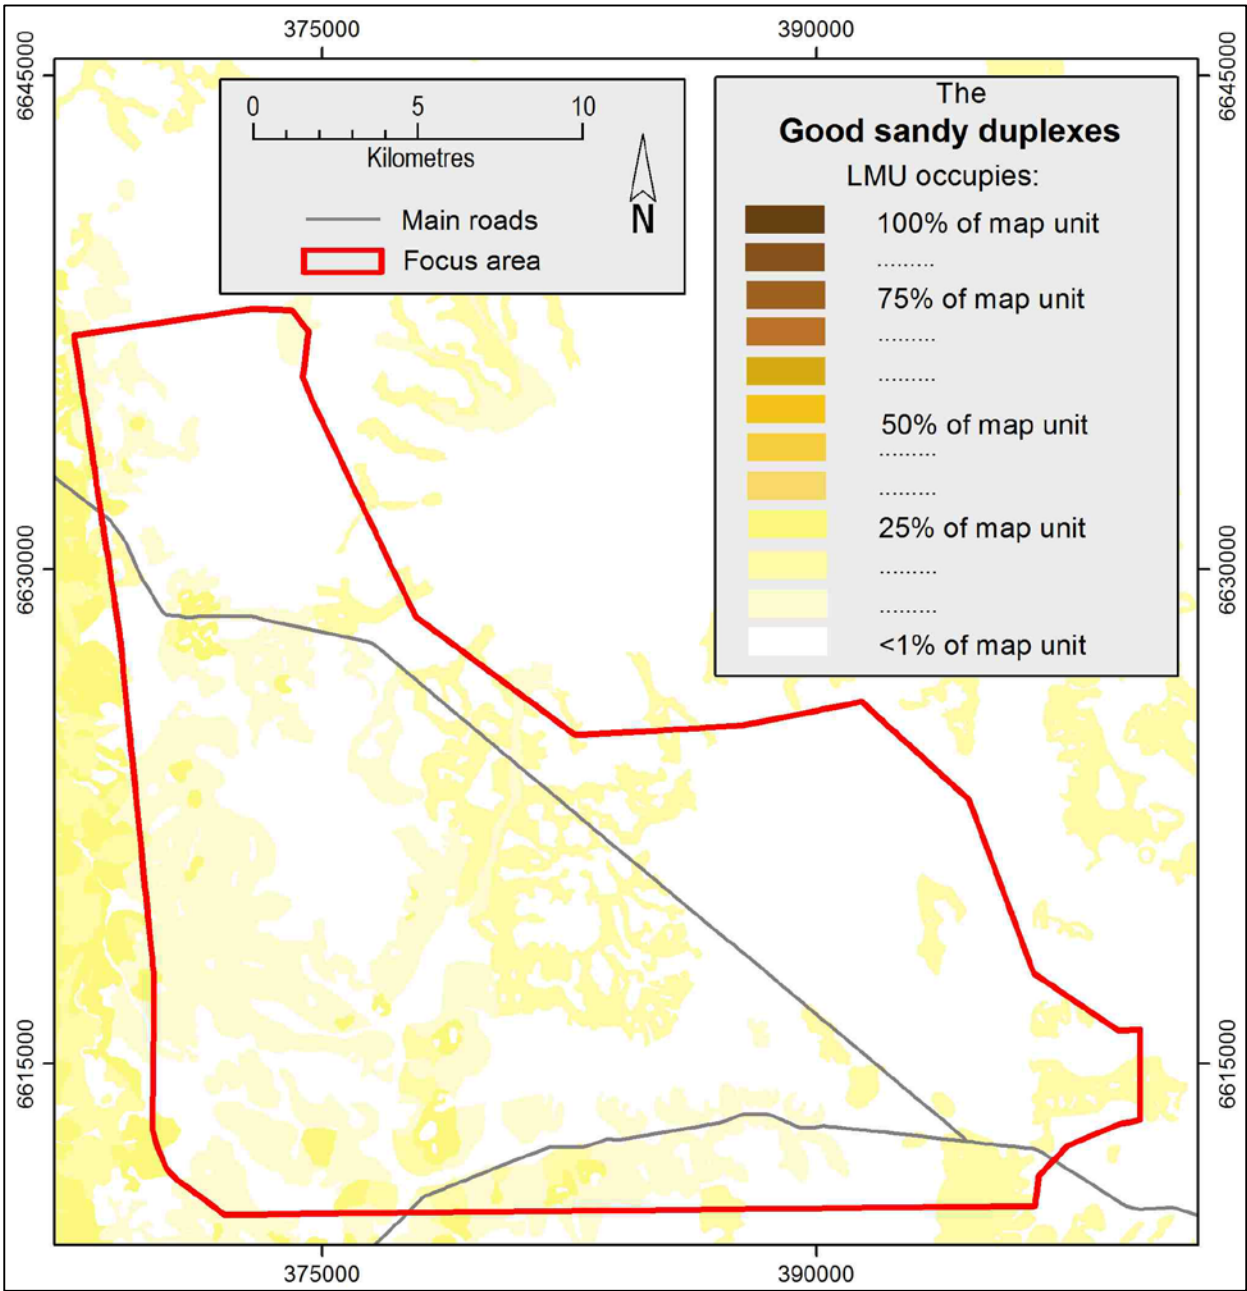 375000
390000
6645000
6645000
0 5 10
Kilometres
N
Main roads
Focus area
The
Good sandy duplexes
LMU occupies:
100% of map unit
.........
75% of map unit
.........
.........
50% of map unit
.........
.........
25% of map unit
.........
.........
<1% of map unit
6630000
6630000
6615000
6615000
375000
390000